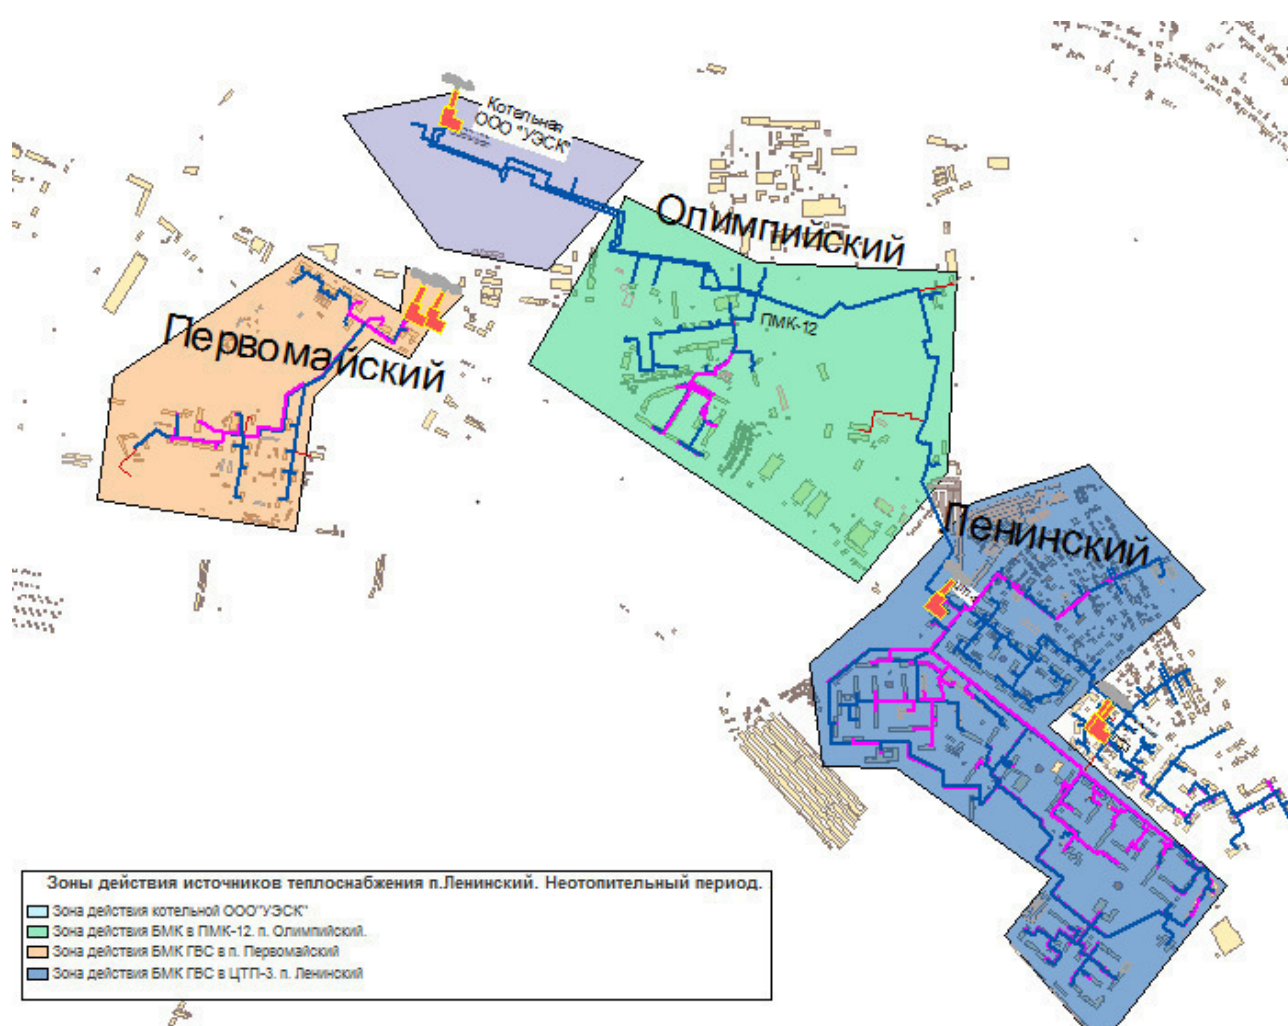 Котельная
ООО "УЭСК"
Олимпийский
ПМК-12
Первомайский
Ленинский
Зоны действия источников теплоснабжения п.Ленинский. Неотопительный период.
Зона действия котельной ООО"УЭСК"
Зона действия БМК в ПМК-12. п. Олимпийский.
Зона действия БМК ГВС в п. Первомайский
Зона действия БМК ГВС в ЦТП-3. п. Ленинский